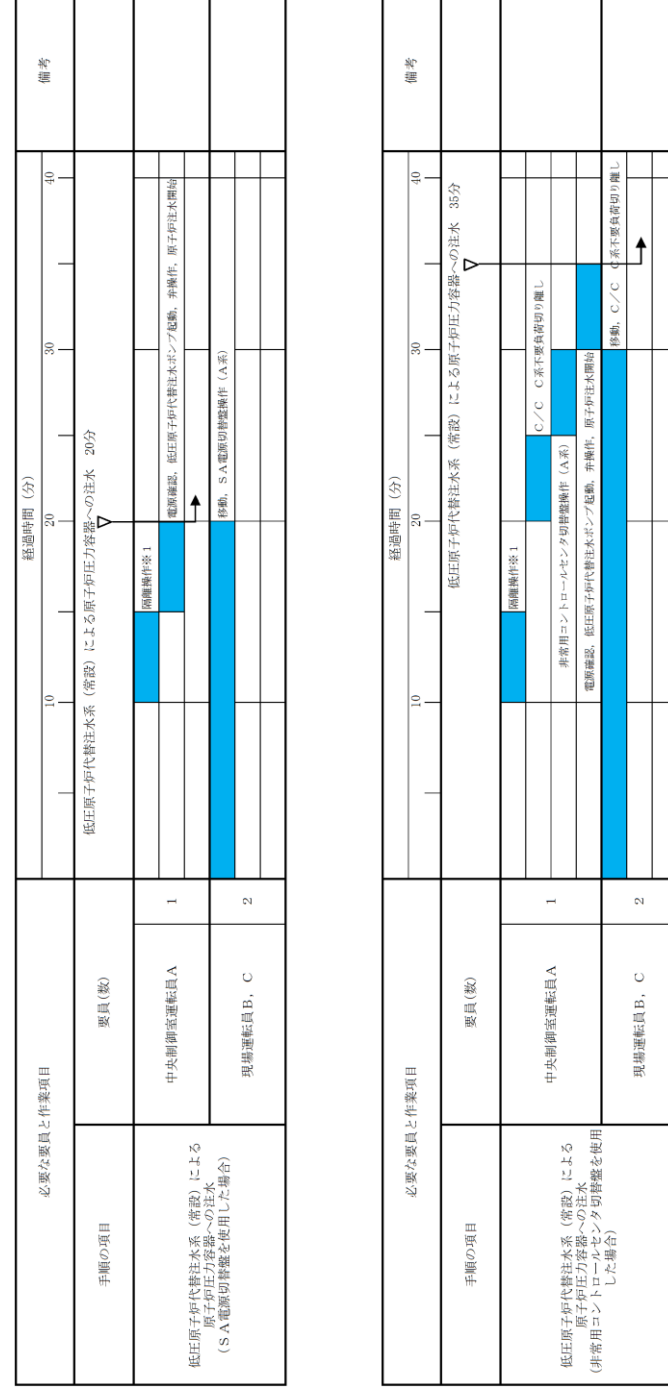 必要な要員と作業項目
経過時間（分）
備考
手順の項目
要員(数)
10
20
30
40
低圧原子炉代替注水系（常設）による原子炉圧力容器への注水 20分
低圧原子炉代替注水系（常設）による
原子炉圧力容器への注水
（ＳＡ電源切替盤を使用した場合）
中央制御室運転員Ａ
1
隔離操作※１
電源確認，低圧原子炉代替注水ポンプ起動，弁操作，原子炉注水開始
現場運転員Ｂ，Ｃ
2
移動，ＳＡ電源切替盤操作（Ａ系）
必要な要員と作業項目
経過時間（分）
備考
手順の項目
要員(数)
10
20
30
40
低圧原子炉代替注水系（常設）による原子炉圧力容器への注水 35分
低圧原子炉代替注水系（常設）による
原子炉圧力容器への注水
（非常用コントロールセンタ切替盤を使用
した場合）
中央制御室運転員Ａ
1
隔離操作※１
Ｃ／Ｃ Ｃ系不要負荷切り離し
非常用コントロールセンタ切替盤操作（Ａ系）
電源確認，低圧原子炉代替注水ポンプ起動，弁操作，原子炉注水開始
現場運転員Ｂ，Ｃ
2
移動，Ｃ／Ｃ Ｃ系不要負荷切り離し